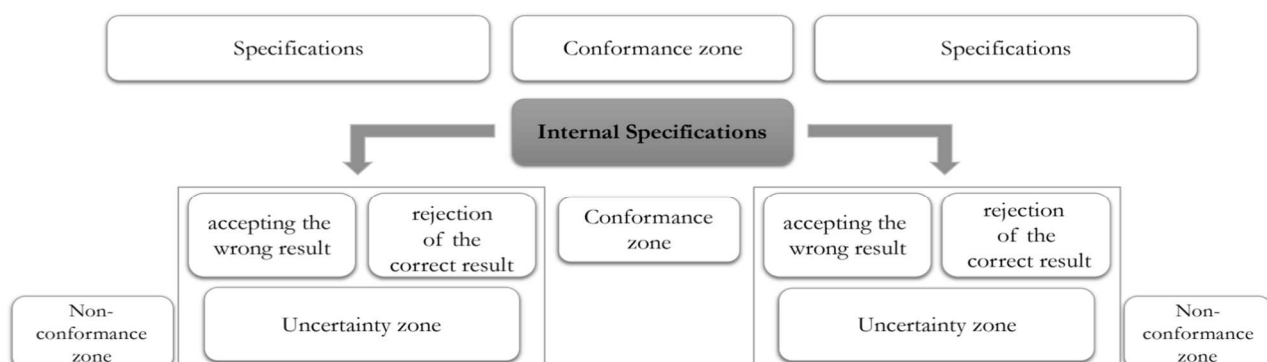 Specifications
Conformance zone
Specifications
Internal Specifications
accepting the
wrong result
rejection
of the
correct result
Conformance
zone
accepting the
wrong result
rejection
of the
correct result
Non-
conformance
zone
Uncertainty zone
Uncertainty zone
Non-
conformance
zone